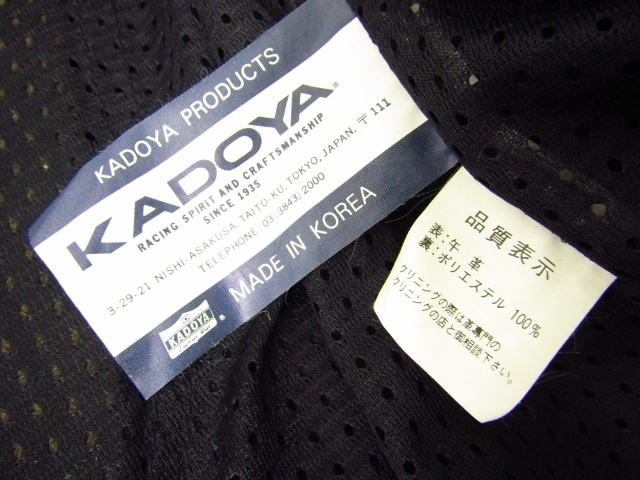 KADOYA PRODUCTS
KADOYA®
RACING SPIRIT AND CRAFTSMANSHIP
SINCE 1935
3-29-21 NISHI-ASAKUSA, TAITO-KU, TOKYO, JAPAN. 〒111
TELEPHONE: 03(3843)2000
KADOYA
MADE IN KOREA
品質表示
表:牛 革
裏:ポリエステル 100%
クリーニングの際は革専門の
クリーニングの店と御相談下さい。